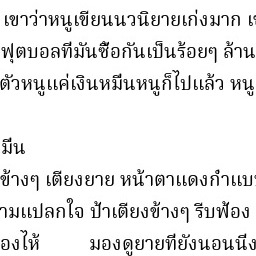 เขาว่าหนูเขียนนวนิยายเก่งมาก
ฟุตบอลที่มันซื้อกันเป็นร้อยๆ ล้าน
ตัวหนูแค่เงินหมื่นหนูก็ไปแล้ว หนู
มืน
ข้างๆ เตียงยาย หน้าตาแดงก่ำแบบ
ามแปลกใจ ป้าเตียงข้างๆ รีบฟ้อง
องไห้ มองดูยายที่ยังนอนนิ่ง